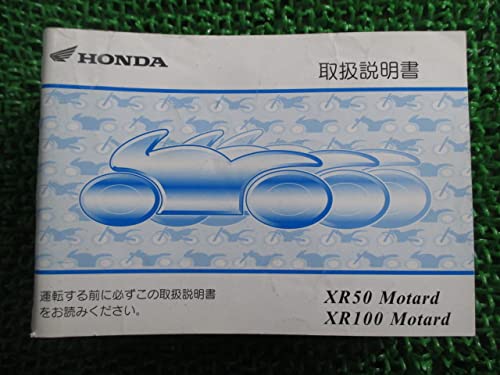 HONDA
取扱説明書
運転する前に必ずこの取扱説明書
をお読みください。
XR50 Motard
XR100 Motard